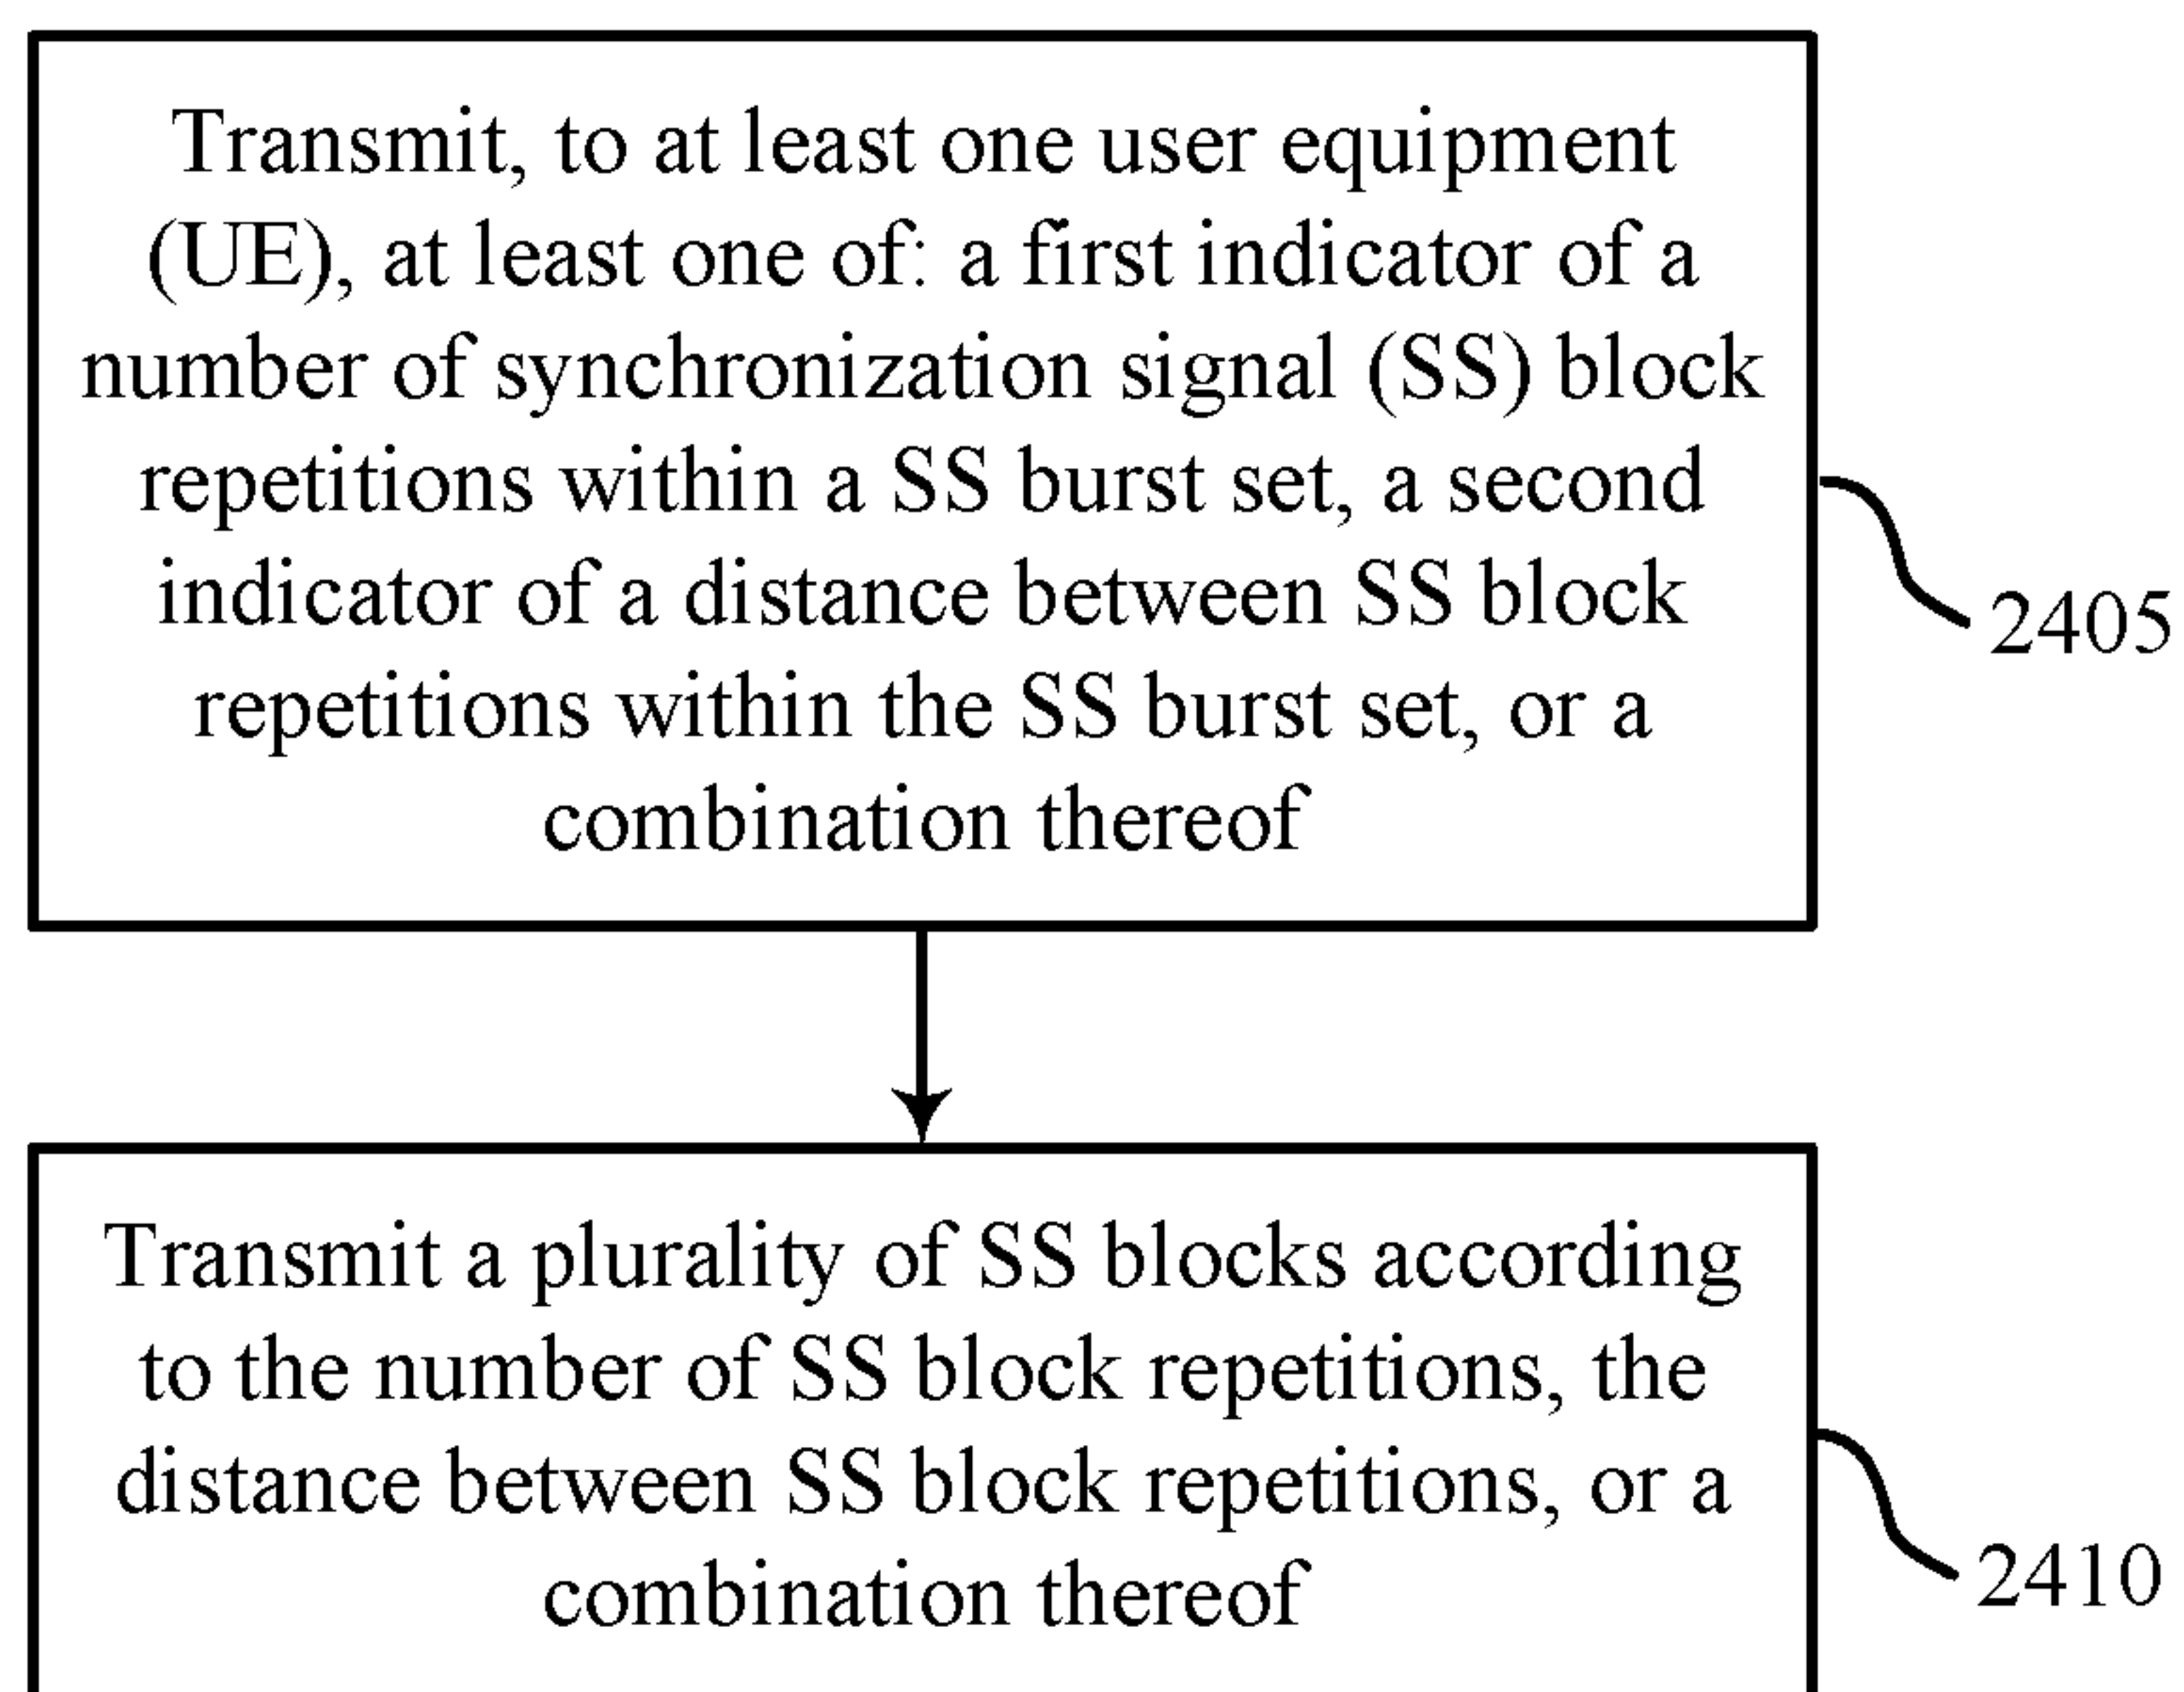 Transmit, to at least one user equipment
(UE), at least one of: a first indicator of a
number of synchronization signal (SS) block
repetitions within a SS burst set, a second
indicator of a distance between SS block
repetitions within the SS burst set, or a
combination thereof
2405
Transmit a plurality of SS blocks according
to the number of SS block repetitions, the
distance between SS block repetitions, or a
combination thereof
2410